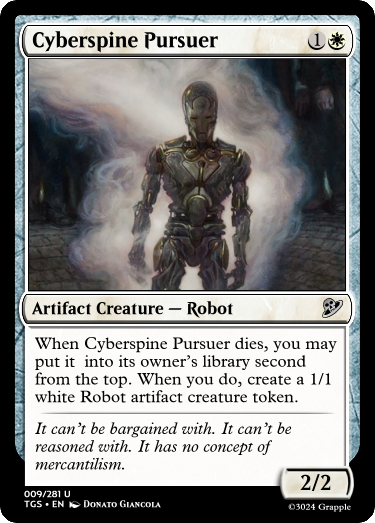 Cyberspine Pursuer 1
Artifact Creature — Robot
When Cyberspine Pursuer dies, you may
put it  into its owner's library second
from the top. When you do, create a 1/1
white Robot artifact creature token.
It can't be bargained with. It can't be
reasoned with. It has no concept of
mercantilism.
2/2
009/281 U
TGS • EN Donato Giancola
©3024 Grapple